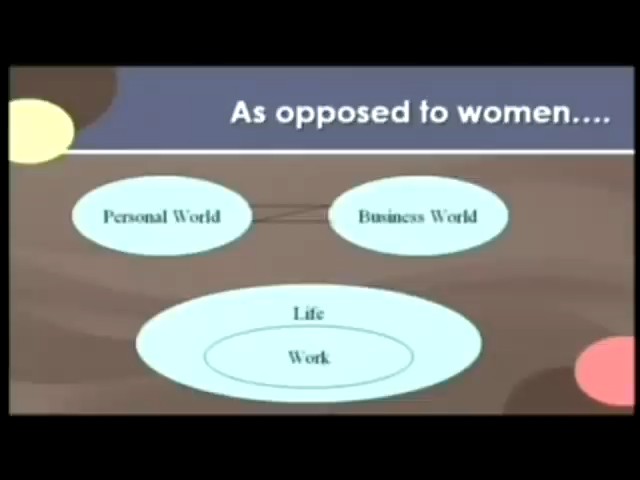 As opposed to women....
Personal World
Business World
Life
Work